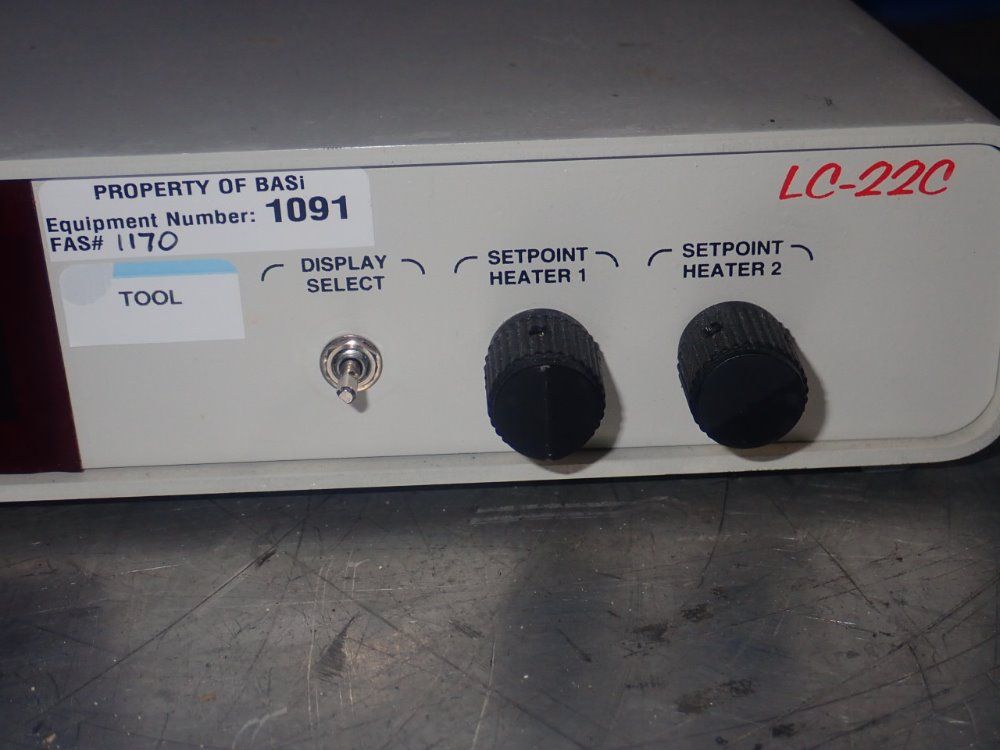 LC-22C
PROPERTY OF BASi
Equipment Number: 1091
FAS# 1170
TOOL
DISPLAY
SELECT
SETPOINT
HEATER 1
SETPOINT
HEATER 2